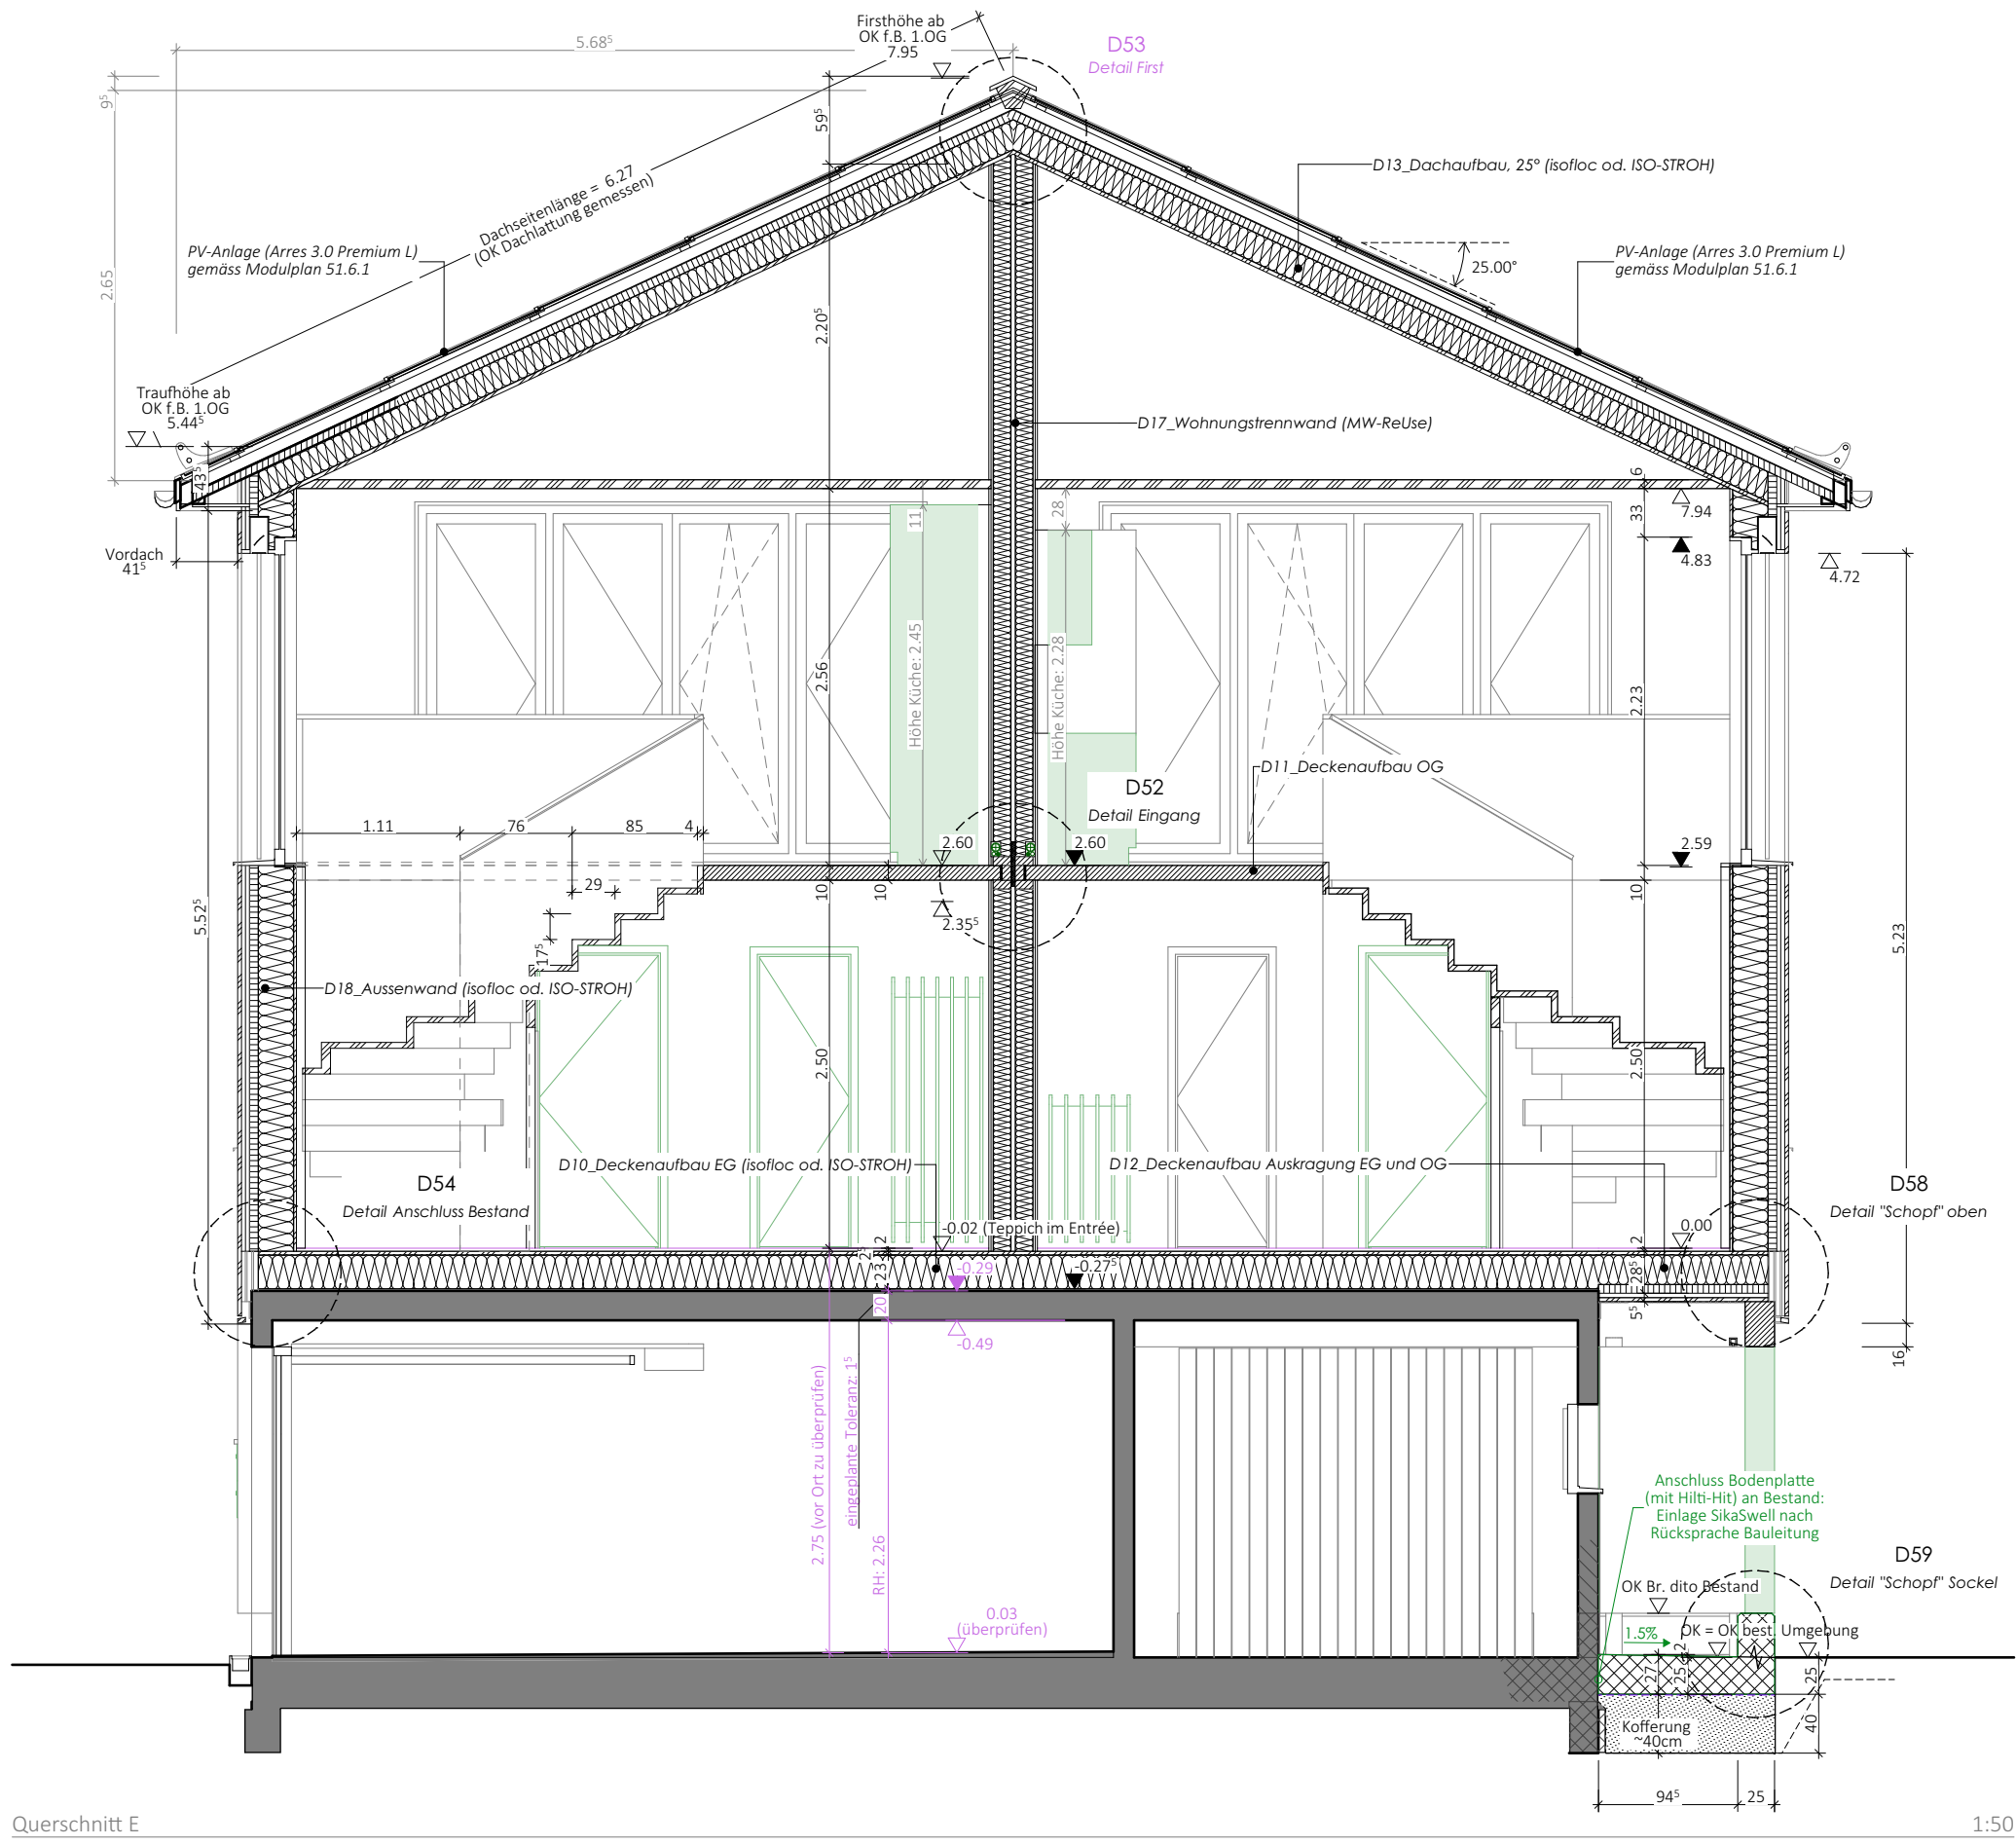 Firsthöhe ab
OK f.B. 1.OG
7.95
5.68⁵
D53
Detail First
9⁵
59⁵
Dachseitenlänge = 6.27
(OK Dachlattung gemessen)
D13_Dachaufbau, 25° (isofloc od. ISO-STROH)
PV-Anlage (Arres 3.0 Premium L)
gemäss Modulplan 51.6.1
25.00°
PV-Anlage (Arres 3.0 Premium L)
gemäss Modulplan 51.6.1
2.65
2.20⁵
Traufhöhe ab
OK f.B. 1.OG
5.44⁵
D17_Wohnungstrennwand (MW-ReUse)
43⁵
6
11
28
33
7.94
Vordach
41⁵
4.83
4.72
Höhe Küche: 2.45
Höhe Küche: 2.28
2.56
2.23
D11_Deckenaufbau OG
D52
Detail Eingang
1.11
76
85
4
2.60
2.60
2.59
29
10
10
10
2.35⁵
5.52⁵
5.23
17⁵
D18_Aussenwand (isofloc od. ISO-STROH)
2.50
2.50
D10_Deckenaufbau EG (isofloc od. ISO-STROH)
D12_Deckenaufbau Auskragung EG und OG
D54
Detail Anschluss Bestand
D58
Detail "Schopf" oben
-0.02 (Teppich im Entrée)
0.00
2
2
2
-0.29
-0.27⁵
23
28⁵
20
5⁵
-0.49
16
2.75 (vor Ort zu überprüfen)
eingeplante Toleranz: 1⁵
RH: 2.26
Anschluss Bodenplatte
(mit Hilti-Hit) an Bestand:
Einlage SikaSwell nach
Rücksprache Bauleitung
D59
Detail "Schopf" Sockel
OK Br. dito Bestand
0.03
(überprüfen)
1.5%
OK = OK best. Umgebung
2
27
25
25
Kofferung
~40cm
40
94⁵
25
Querschnitt E
1:50